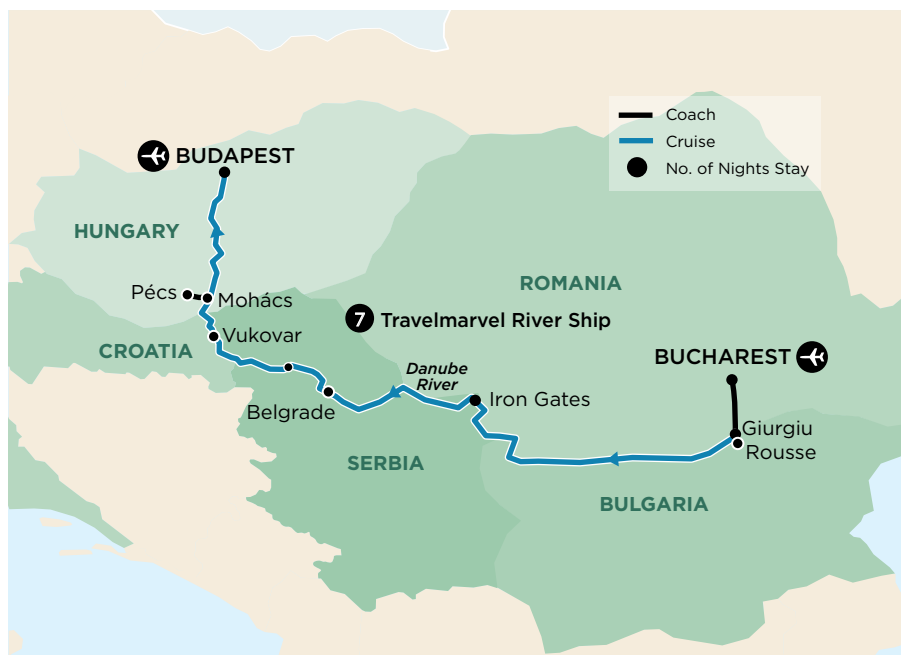 Coach
Cruise
No. of Nights Stay
BUDAPEST
HUNGARY
Pécs
Mohács
ROMANIA
7 Travelmarvel River Ship
Vukovar
CROATIA
BUCHAREST
Danube
River
Belgrade
Iron Gates
Giurgiu
Rousse
SERBIA
BULGARIA